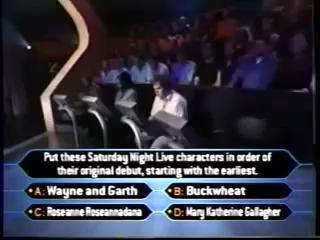 Put these Saturday Night Live characters in order of
their original debut, starting with the earliest.
A: Wayne and Garth
B: Buckwheat
C: Roseanne Roseannadana
D: Mary Katherine Gallagher